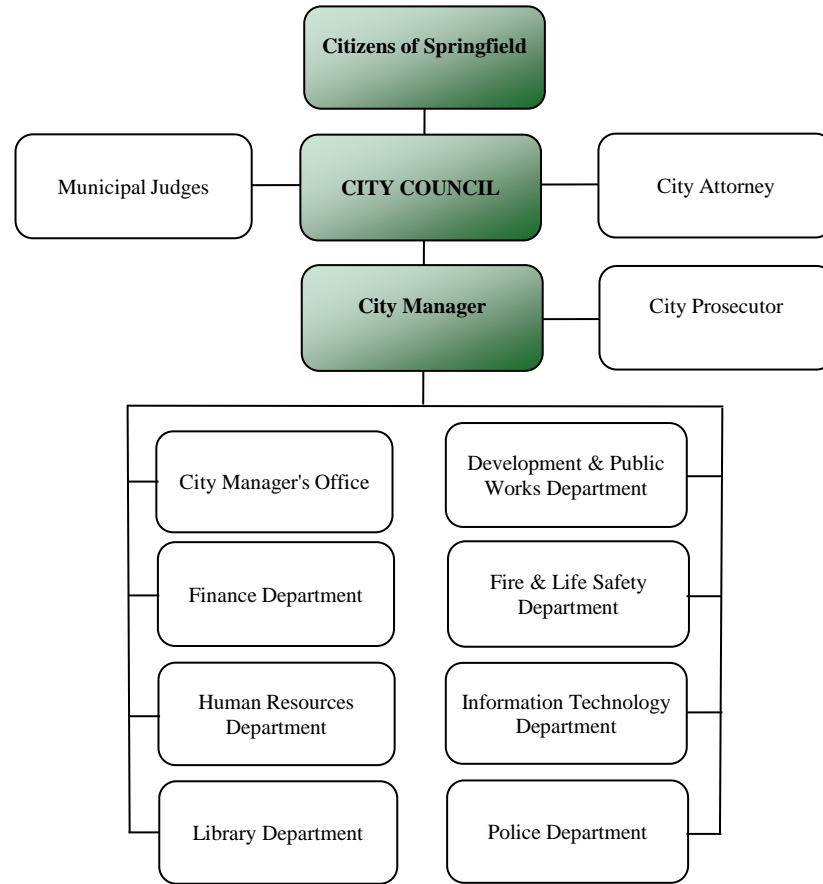 Citizens of Springfield
Municipal Judges
CITY COUNCIL
City Attorney
City Manager
City Prosecutor
City Manager's Office
Development & Public
Works Department
Finance Department
Fire & Life Safety
Department
Human Resources
Department
Information Technology
Department
Library Department
Police Department